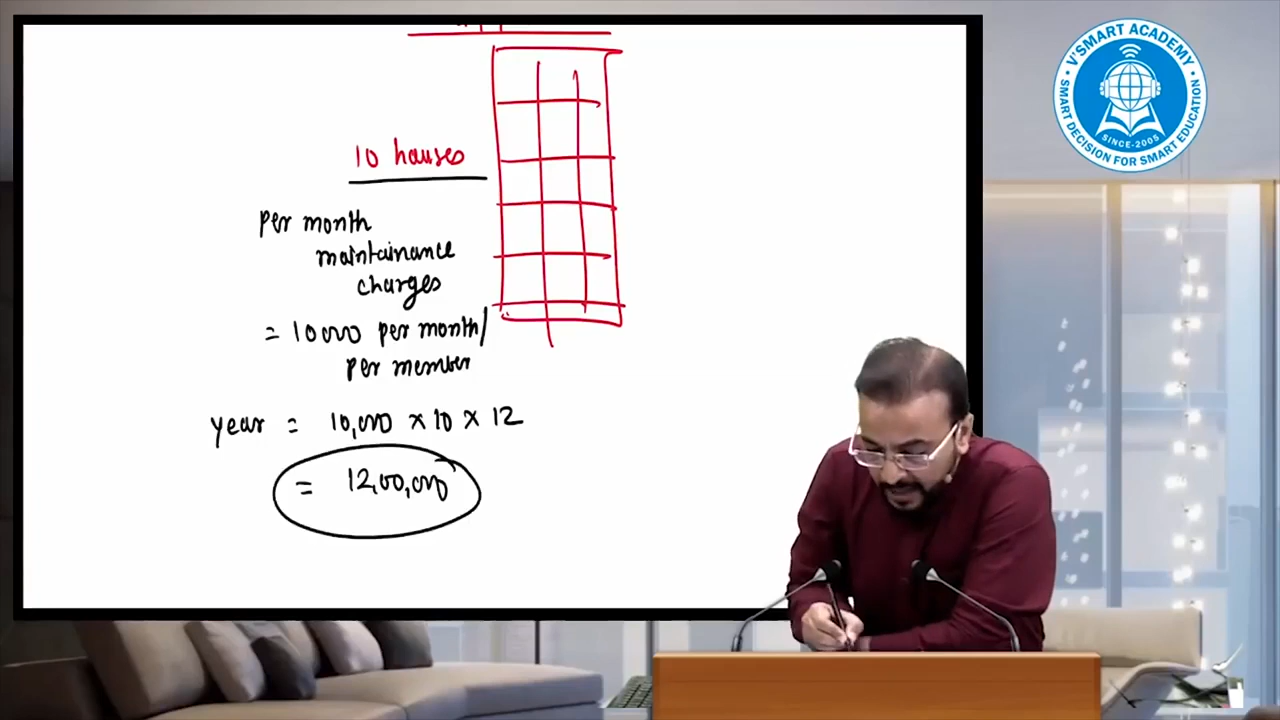 10 houses
per month
maintainance
charges
= 10000 per month/
per member
year = 10,000 x 10 x 12
= 12,00,000
V'SMART ACADEMY
SINCE-2005
SMART DECISION FOR SMART EDUCATION